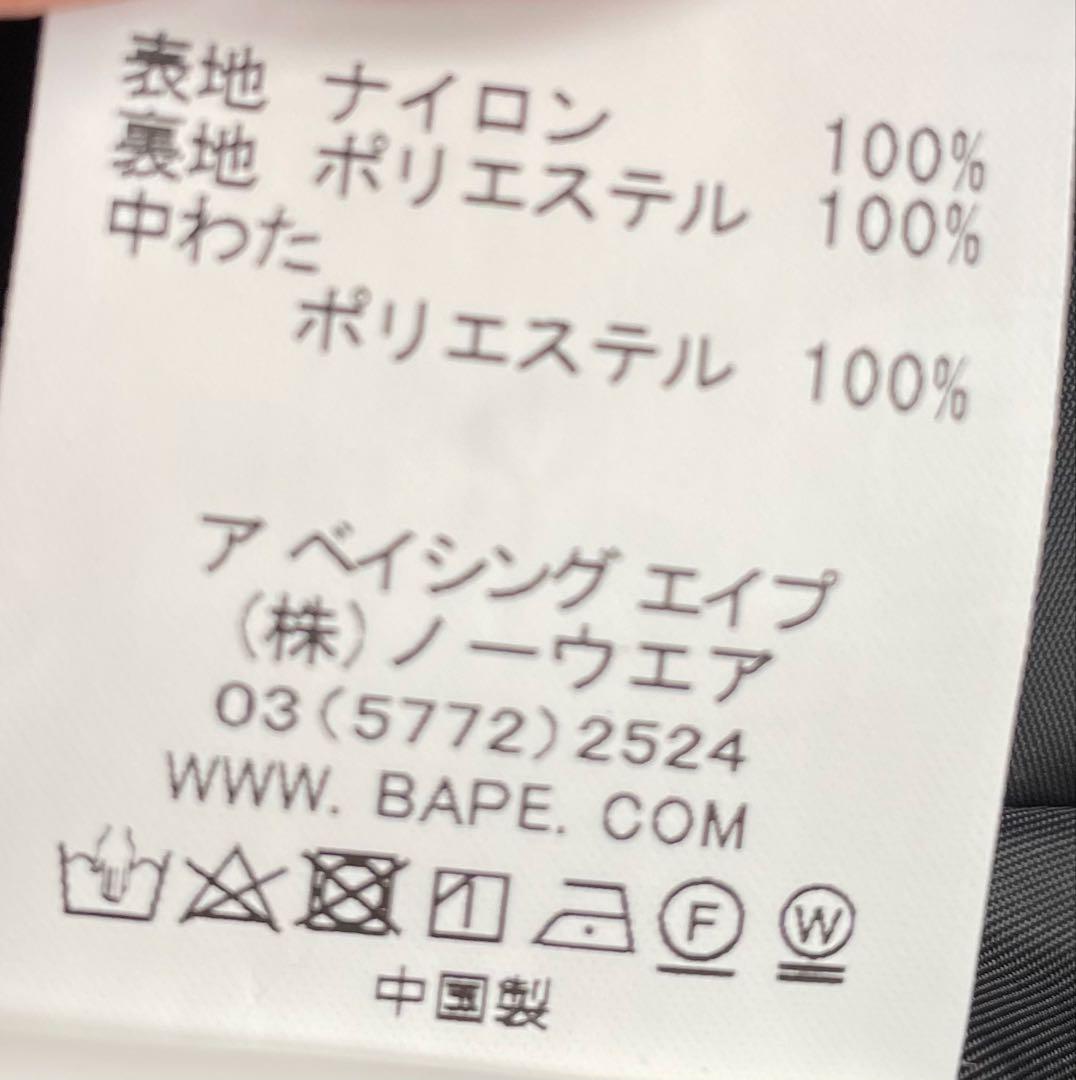 表地 ナイロン 100%
裏地 ポリエステル 100%
中わた
ポリエステル 100%
ア ベイシング エイプ
(株)ノーウエア
03(5772)2524
WWW. BAPE. COM
F W
中国製